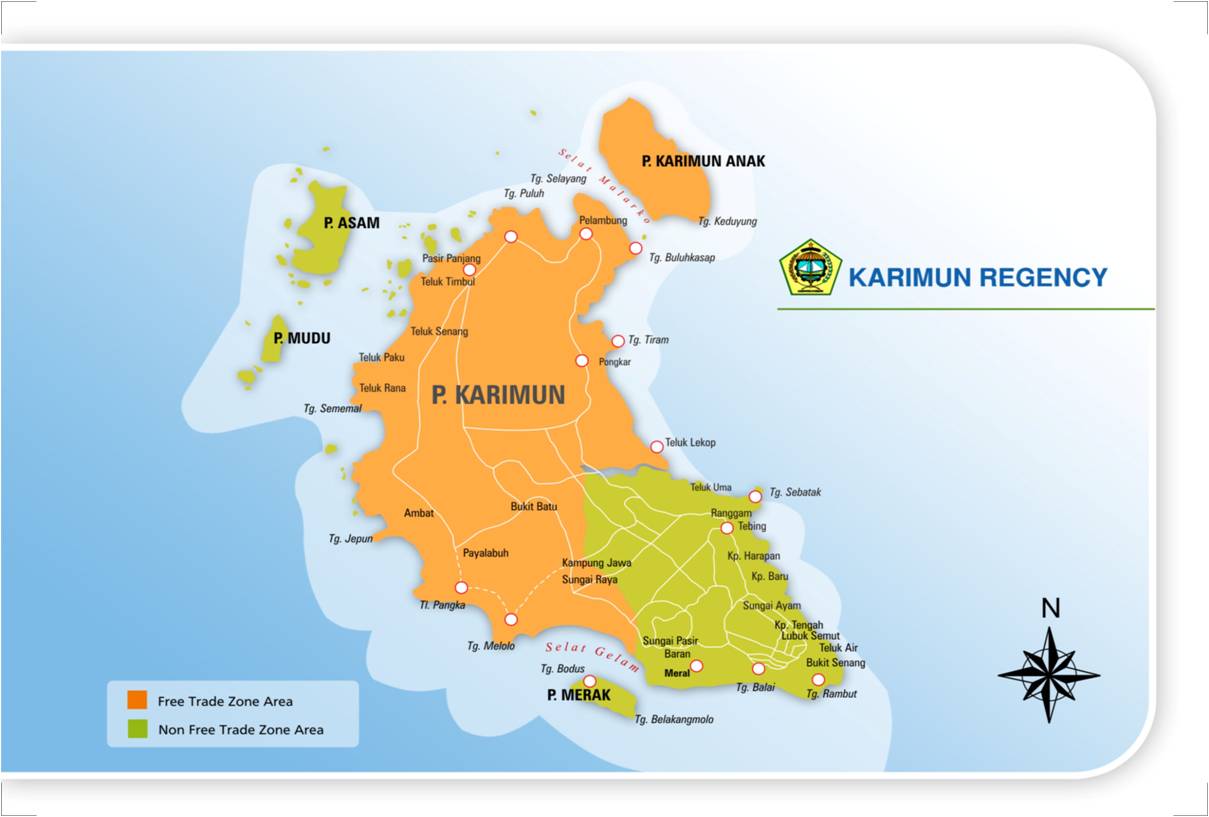 P. KARIMUN ANAK
Selat Malarko
Tg. Selayang
Tg. Puluh
P. ASAM
Pelambung
Tg. Keduyung
Pasir Panjang
Tg. Buluhkasap
Teluk Timbul
KARIMUN REGENCY
Teluk Senang
P. MUDU
Tg. Tiram
Teluk Paku
Pongkar
Teluk Rana
P. KARIMUN
Tg. Sememal
Teluk Lekop
Teluk Uma
Tg. Sebatak
Bukit Batu
Ambat
Ranggam
Tebing
Tg. Jepun
Payalabuh
Kp. Harapan
Kampung Jawa
Kp. Baru
Sungai Raya
Tl. Pangka
Sungai Ayam
N
Kp. Tengah
Lubuk Semut
Sungai Pasir
Tg. Melolo
Selat Gelam
Teluk Air
Baran
Bukit Senang
Tg. Bodus
Meral
Tg. Balai
P. MERAK
Tg. Rambut
Tg. Belakangmolo
Free Trade Zone Area
Non Free Trade Zone Area